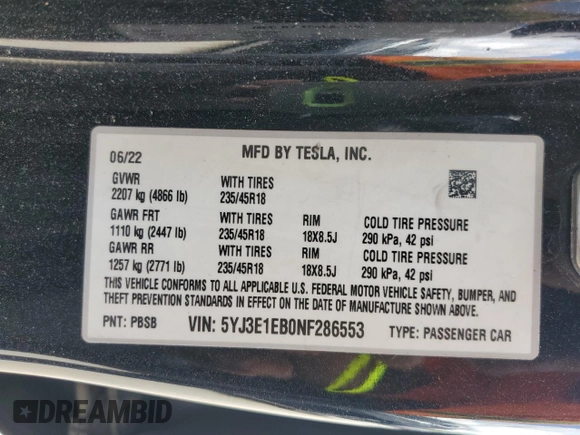 06/22 MFD BY TESLA, INC.
GVWR WITH TIRES
2207 kg (4866 lb) 235/45R18
GAWR FRT WITH TIRES RIM COLD TIRE PRESSURE
1110 kg (2447 lb) 235/45R18 18X8.5J 290 kPa, 42 psi
GAWR RR WITH TIRES RIM COLD TIRE PRESSURE
1257 kg (2771 lb) 235/45R18 18X8.5J 290 kPa, 42 psi
THIS VEHICLE CONFORMS TO ALL APPLICABLE U.S. FEDERAL MOTOR VEHICLE SAFETY, BUMPER, AND
THEFT PREVENTION STANDARDS IN EFFECT ON THE DATE OF MANUFACTURE SHOWN ABOVE.
PNT: PBSB VIN: 5YJ3E1EB0NF286553 TYPE: PASSENGER CAR
DREAMBID